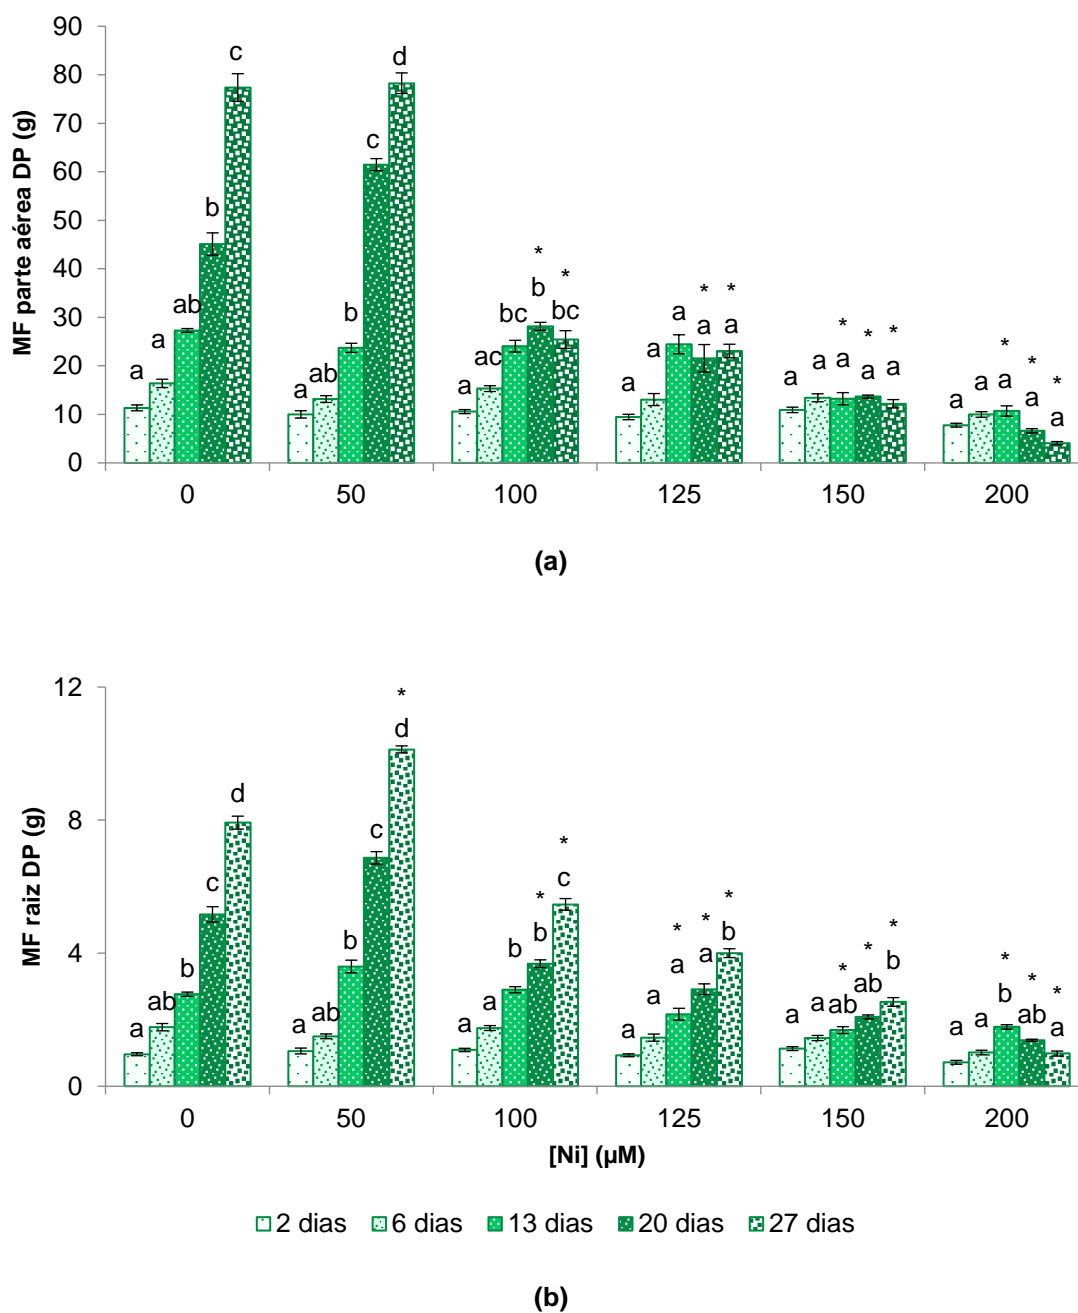 MF parte aérea DP (g)
90
80
70
60
50
40
30
20
10
0
a a ab b c
a ab b c d
a ac bc b * bc *
a a a a * a *
a a a * a * a *
a a a * a * a *
0 50 100 125 150 200
(a)
MF raiz DP (g)
12
8
4
0
a ab b c d
a ab b c d *
a a b b * c *
a a a * a * b *
a a ab * ab * b *
a a b * ab * a *
0 50 100 125 150 200
[Ni] (µM)
2 dias 6 dias 13 dias 20 dias 27 dias
(b)